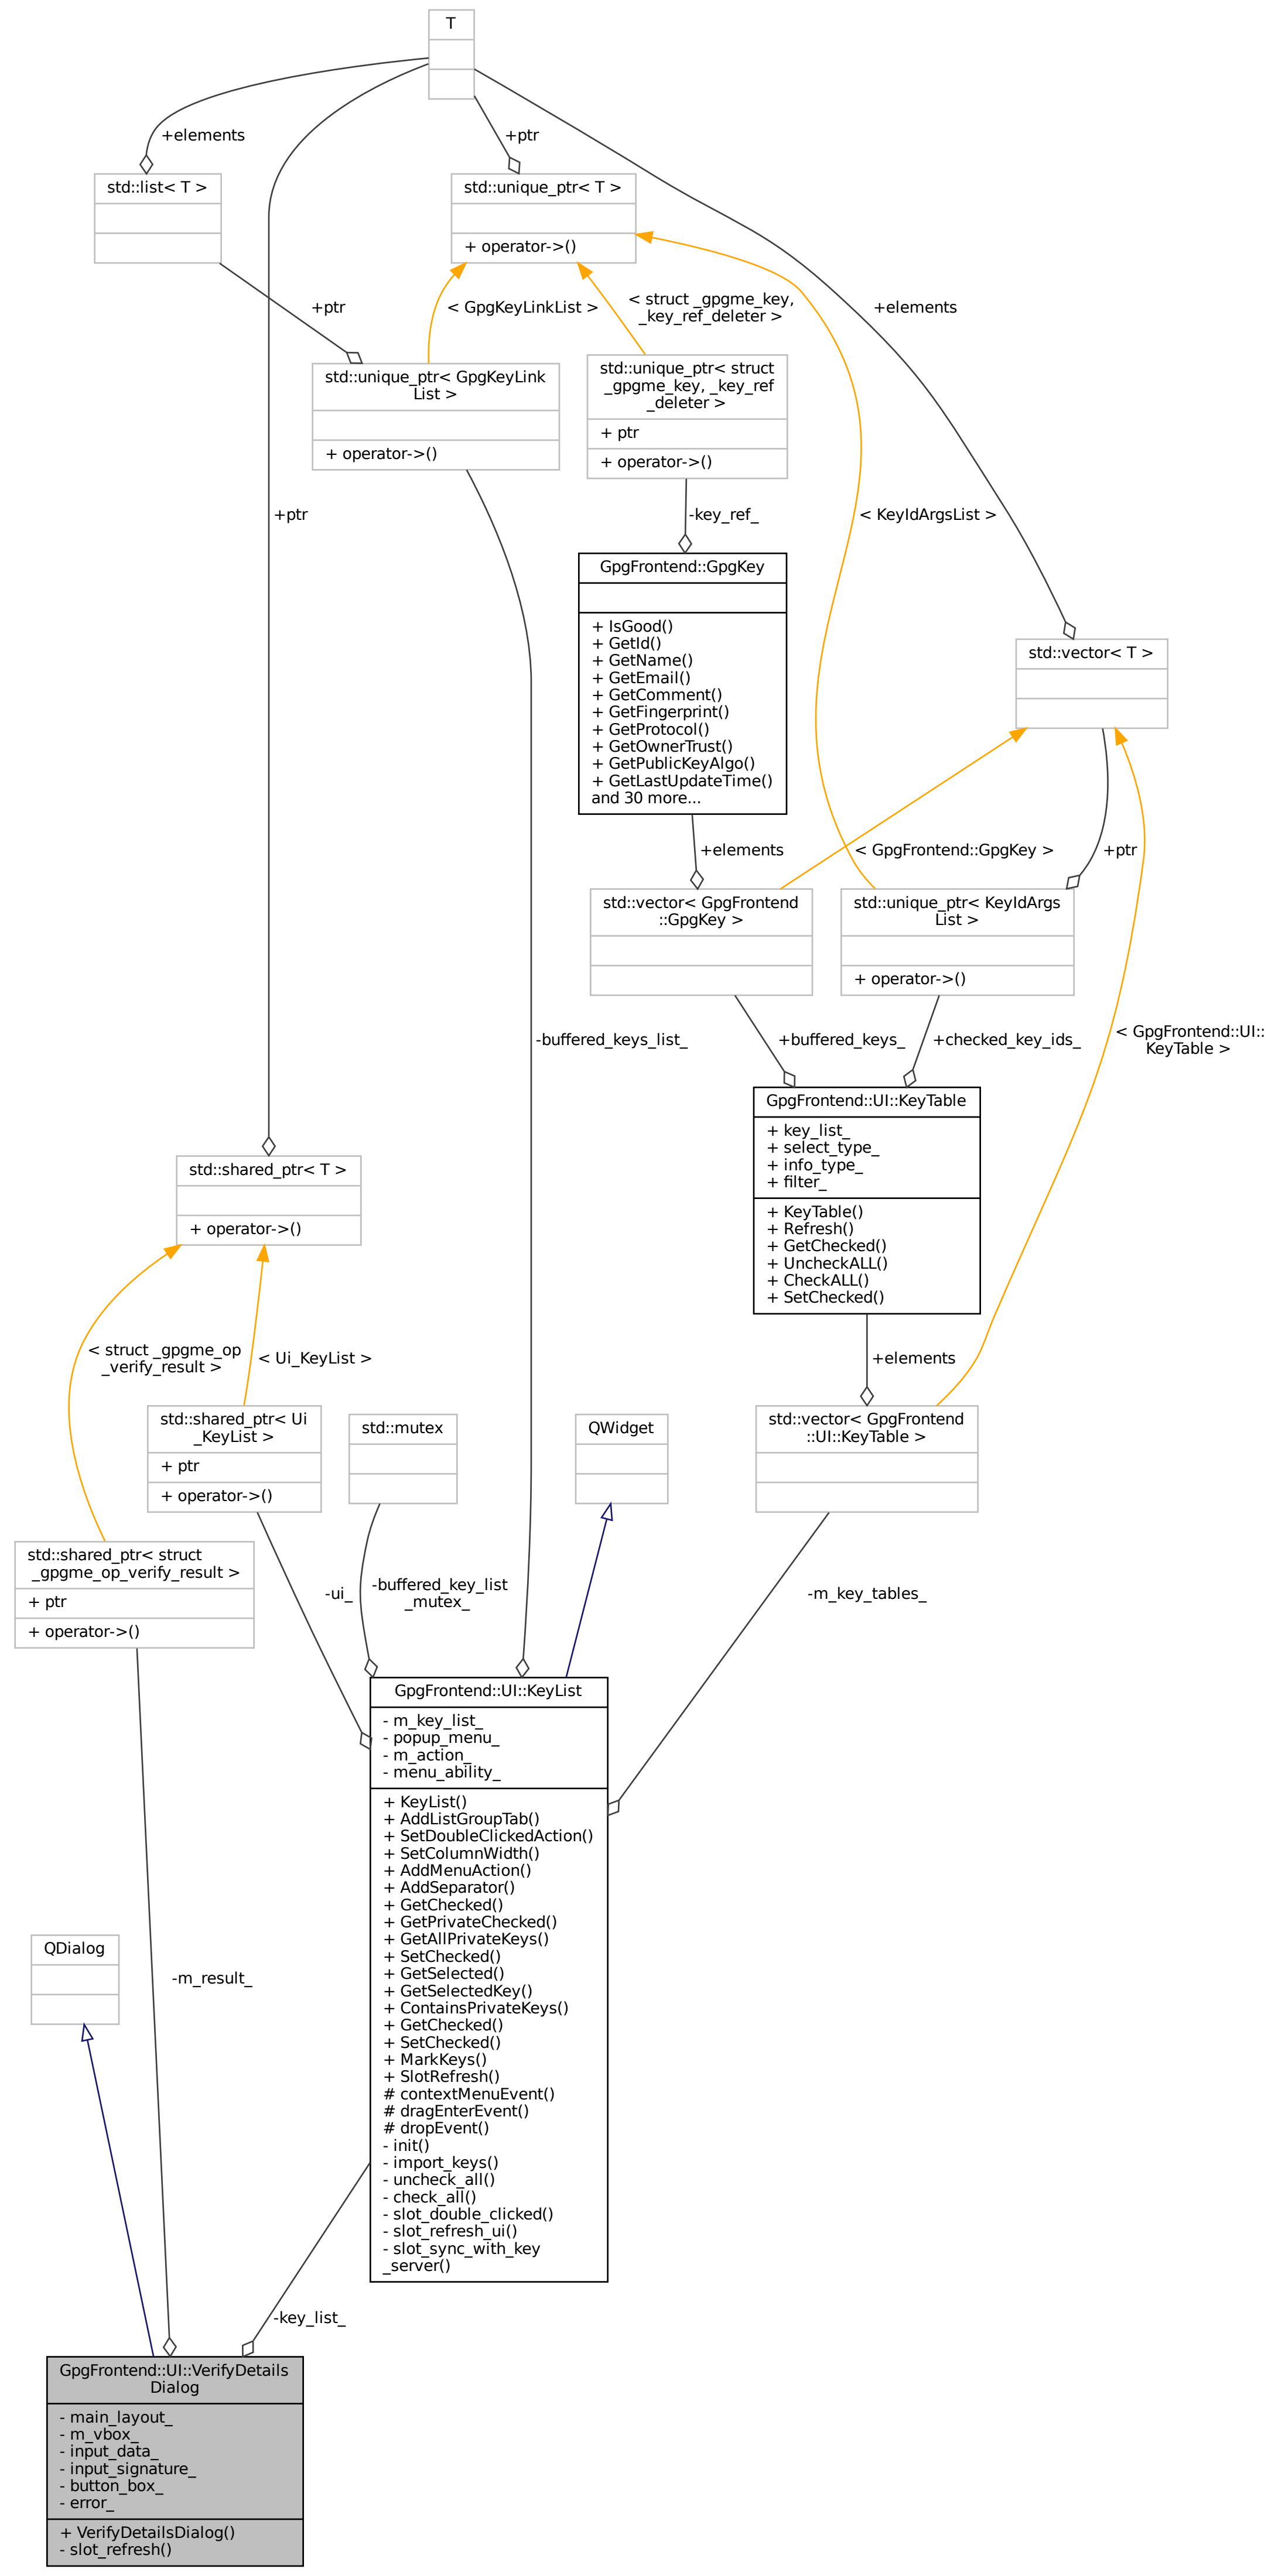 T
+elements
+ptr
std::list< T >
std::unique_ptr< T >
+ operator->()
+ptr
< GpgKeyLinkList >
< struct _gpgme_key,
_key_ref_deleter >
+elements
std::unique_ptr< GpgKeyLink
List >
+ operator->()
std::unique_ptr< struct
_gpgme_key, _key_ref
_deleter >
+ ptr
+ operator->()
+ptr
-key_ref_
< KeyIdArgsList >
GpgFrontend::GpgKey
+ IsGood()
+ GetId()
+ GetName()
+ GetEmail()
+ GetComment()
+ GetFingerprint()
+ GetProtocol()
+ GetOwnerTrust()
+ GetPublicKeyAlgo()
+ GetLastUpdateTime()
and 30 more...
std::vector< T >
+elements
< GpgFrontend::GpgKey >
+ptr
std::vector< GpgFrontend
::GpgKey >
std::unique_ptr< KeyIdArgs
List >
+ operator->()
-buffered_keys_list_
+buffered_keys_
+checked_key_ids_
< GpgFrontend::UI::
KeyTable >
GpgFrontend::UI::KeyTable
+ key_list_
+ select_type_
+ info_type_
+ filter_
+ KeyTable()
+ Refresh()
+ GetChecked()
+ UncheckALL()
+ CheckALL()
+ SetChecked()
std::shared_ptr< T >
+ operator->()
< struct _gpgme_op
_verify_result >
< Ui_KeyList >
+elements
std::shared_ptr< Ui
_KeyList >
+ ptr
+ operator->()
std::mutex
QWidget
std::vector< GpgFrontend
::UI::KeyTable >
std::shared_ptr< struct
_gpgme_op_verify_result >
+ ptr
+ operator->()
-ui_
-buffered_key_list
_mutex_
-m_key_tables_
GpgFrontend::UI::KeyList
- m_key_list_
- popup_menu_
- m_action_
- menu_ability_
+ KeyList()
+ AddListGroupTab()
+ SetDoubleClickedAction()
+ SetColumnWidth()
+ AddMenuAction()
+ AddSeparator()
+ GetChecked()
+ GetPrivateChecked()
+ GetAllPrivateKeys()
+ SetChecked()
+ GetSelected()
+ GetSelectedKey()
+ ContainsPrivateKeys()
+ GetChecked()
+ SetChecked()
+ MarkKeys()
+ SlotRefresh()
# contextMenuEvent()
# dragEnterEvent()
# dropEvent()
- init()
- import_keys()
- uncheck_all()
- check_all()
- slot_double_clicked()
- slot_refresh_ui()
- slot_sync_with_key
_server()
QDialog
-m_result_
-key_list_
GpgFrontend::UI::VerifyDetails
Dialog
- main_layout_
- m_vbox_
- input_data_
- input_signature_
- button_box_
- error_
+ VerifyDetailsDialog()
- slot_refresh()